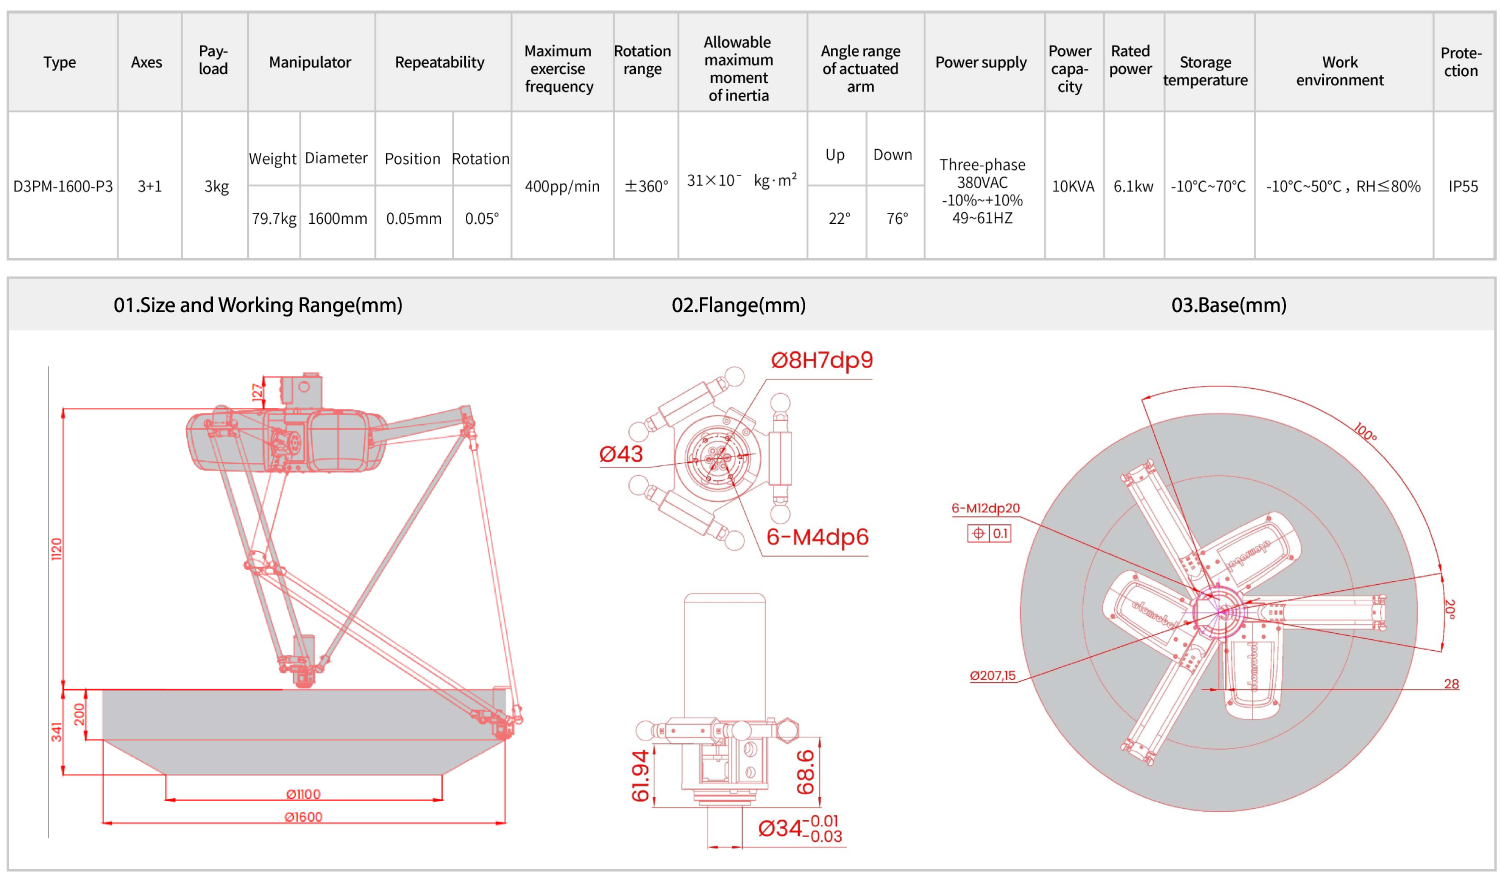 Type
Axes
Pay-
load
Manipulator
Repeatability
Maximum
exercise
frequency
Rotation
range
Allowable
maximum
moment
of inertia
Angle range
of actuated
arm
Power supply
Power
capa-
city
Rated
power
Storage
temperature
Work
environment
Prote-
ction
D3PM-1600-P3
3+1
3kg
Weight
Diameter
79.7kg
1600mm
Position
Rotation
0.05mm
0.05°
400pp/min
±360°
31×10⁻ kg·m²
Up
Down
22°
76°
Three-phase
380VAC
-10%~+10%
49~61HZ
10KVA
6.1kw
-10°C~70°C
-10°C~50°C , RH≤80%
IP55
01.Size and Working Range(mm)
02.Flange(mm)
03.Base(mm)
127
1120
200
341
Ø1100
Ø1600
Ø8H7dp9
Ø43
6-M4dp6
61.94
68.6
Ø34 -0.01
-0.03
100°
6-M12dp20
0.1
20°
Ø207,15
28
atomrobot
atomrobot
atomrobot